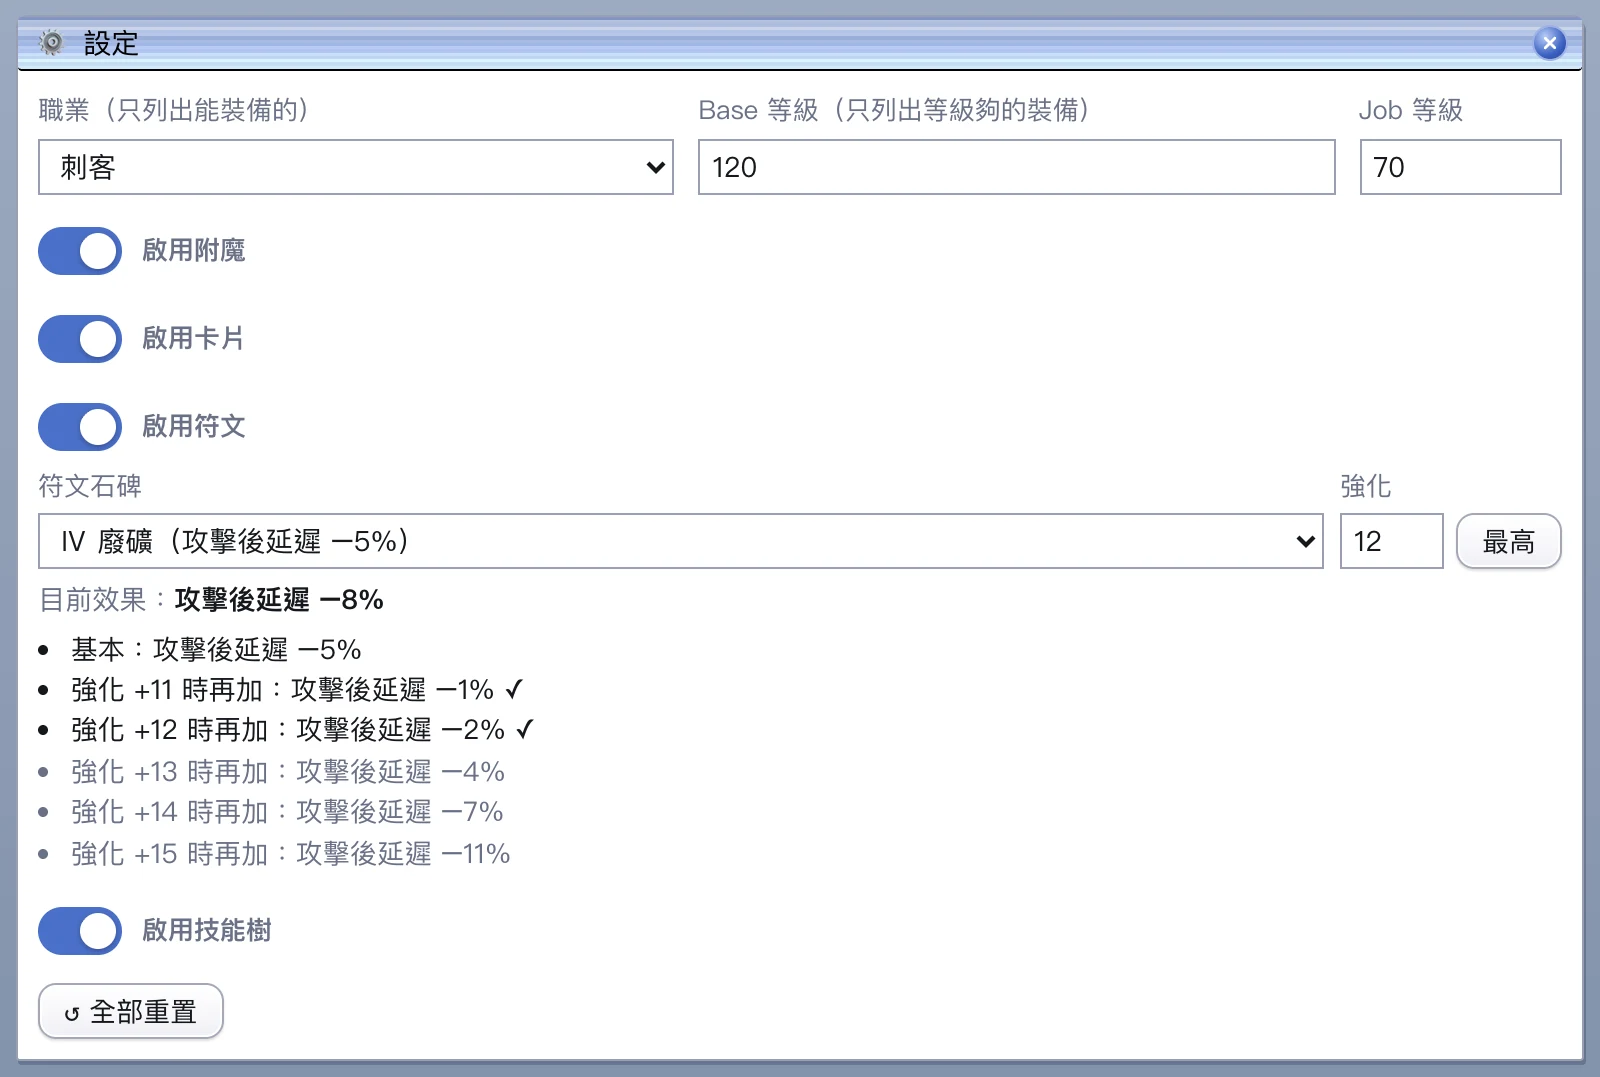 設定
職業（只列出能裝備的）
Base 等級（只列出等級夠的裝備）
Job 等級
刺客
120
70
啟用附魔
啟用卡片
啟用符文
符文石碑
強化
IV 廢礦（攻擊後延遲 −5%）
12
最高
目前效果：攻擊後延遲 −8%
• 基本：攻擊後延遲 −5%
• 強化 +11 時再加：攻擊後延遲 −1% ✓
• 強化 +12 時再加：攻擊後延遲 −2% ✓
• 強化 +13 時再加：攻擊後延遲 −4%
• 強化 +14 時再加：攻擊後延遲 −7%
• 強化 +15 時再加：攻擊後延遲 −11%
啟用技能樹
↺ 全部重置